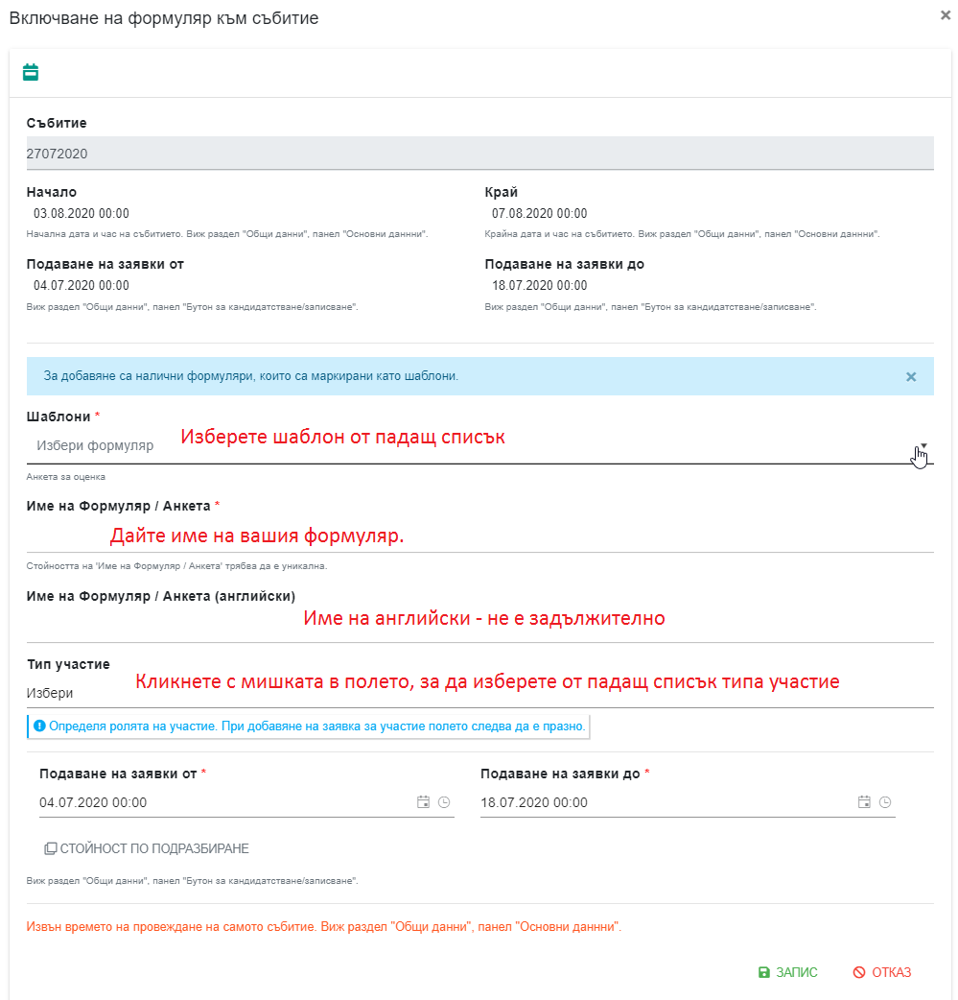 Включване на формуляр към събитие
Събитие
27072020
Начало
Край
03.08.2020 00:00
07.08.2020 00:00
Начална дата и час на събитието. Виж раздел "Общи данни", панел "Основни даннни".
Крайна дата и час на събитието. Виж раздел "Общи данни", панел "Основни даннни".
Подаване на заявки от
Подаване на заявки до
04.07.2020 00:00
18.07.2020 00:00
Виж раздел "Общи данни", панел "Бутон за кандидатстване/записване".
Виж раздел "Общи данни", панел "Бутон за кандидатстване/записване".
За добавяне са налични формуляри, които са маркирани като шаблони.
Шаблони *
Избери формуляр
Изберете шаблон от падащ списък
Анкета за оценка
Име на Формуляр / Анкета *
Дайте име на вашия формуляр.
Стойността на 'Име на Формуляр / Анкета' трябва да е уникална.
Име на Формуляр / Анкета (английски)
Име на английски - не е задължително
Тип участие
Избери
Кликнете с мишката в полето, за да изберете от падащ списък типа участие
Определя ролята на участие. При добавяне на заявка за участие полето следва да е празно.
Подаване на заявки от *
Подаване на заявки до *
04.07.2020 00:00
18.07.2020 00:00
СТОЙНОСТ ПО ПОДРАЗБИРАНЕ
Виж раздел "Общи данни", панел "Бутон за кандидатстване/записване".
Извън времето на провеждане на самото събитие. Виж раздел "Общи данни", панел "Основни даннни".
ЗАПИС
ОТКАЗ